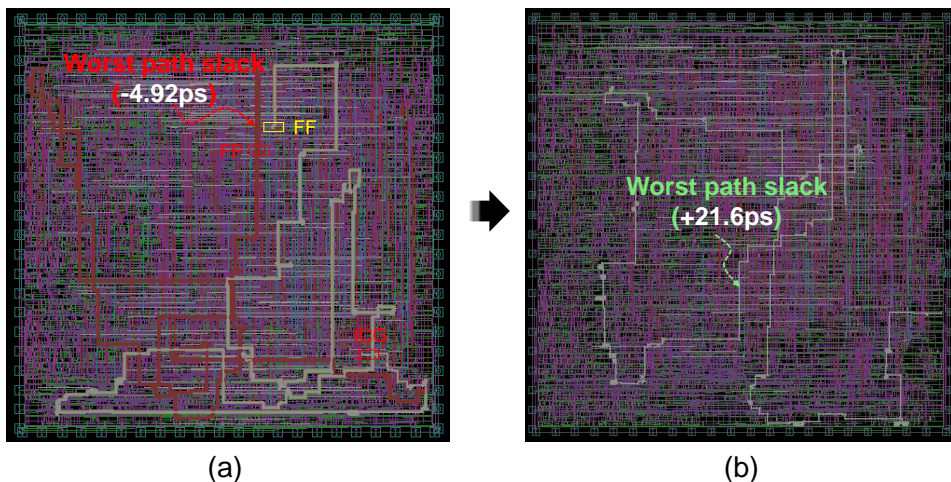 Worst path slack
(-4.92ps)
FF
FF
ICG
(a)
Worst path slack
(+21.6ps)
(b)